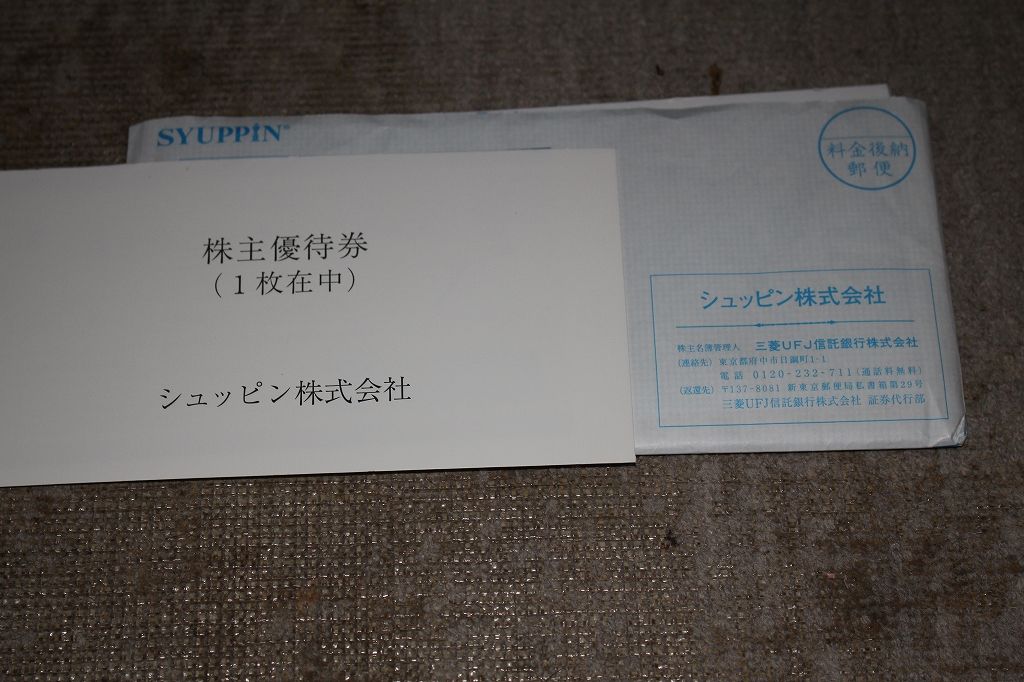 SYUPPIN®
料金後納
郵便
株主優待券
(1枚在中)
シュッピン株式会社
シュッピン株式会社
株主名簿管理人 三菱UFJ信託銀行株式会社
(連絡先) 東京都府中市日鋼町1-1
電話 0120-232-711 (通話料無料)
(返還先) 〒137-8081 新東京郵便局私書箱第29号
三菱UFJ信託銀行株式会社 証券代行部